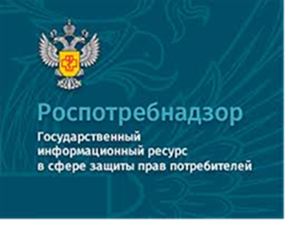 Роспотребнадзор
Государственный
информационный ресурс
в сфере защиты прав потребителей